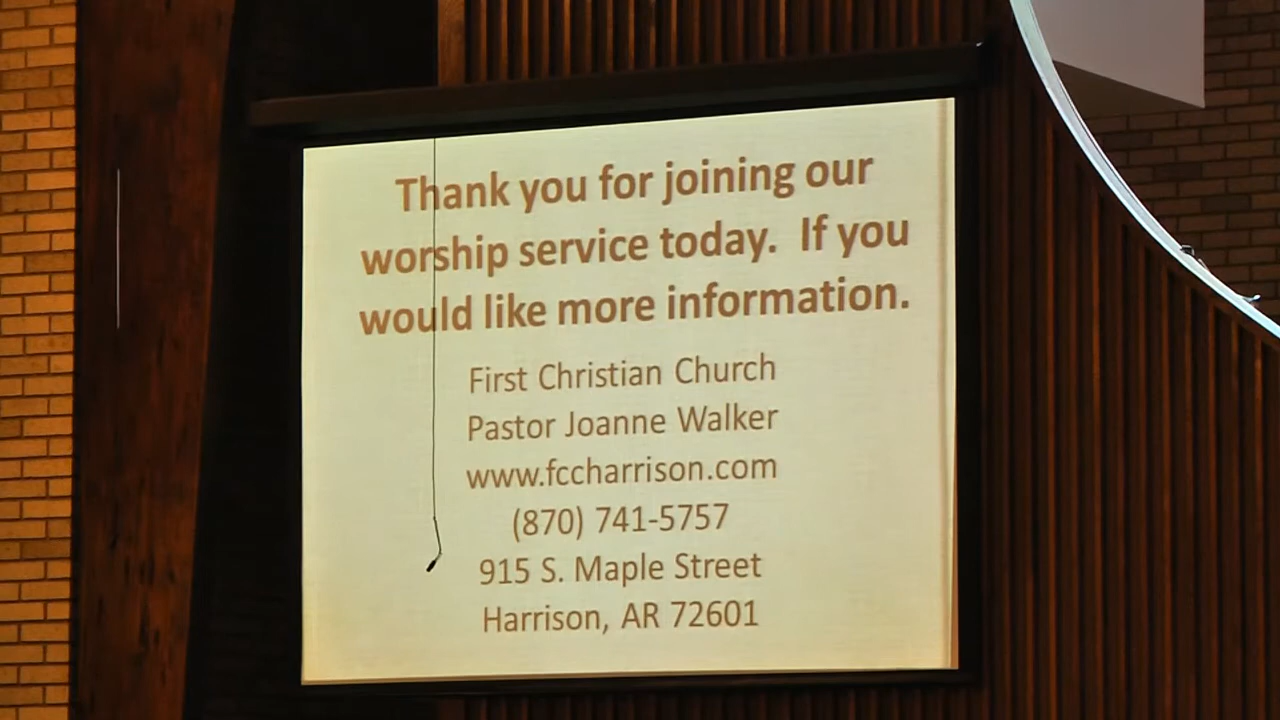 Thank you for joining our
worship service today.  If you
would like more information.
First Christian Church
Pastor Joanne Walker
www.fccharrison.com
(870) 741-5757
915 S. Maple Street
Harrison, AR 72601